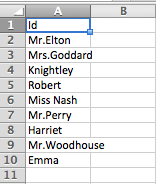 A B
1 Id
2 Mr.Elton
3 Mrs.Goddard
4 Knightley
5 Robert
6 Miss Nash
7 Mr.Perry
8 Harriet
9 Mr.Woodhouse
10 Emma
11